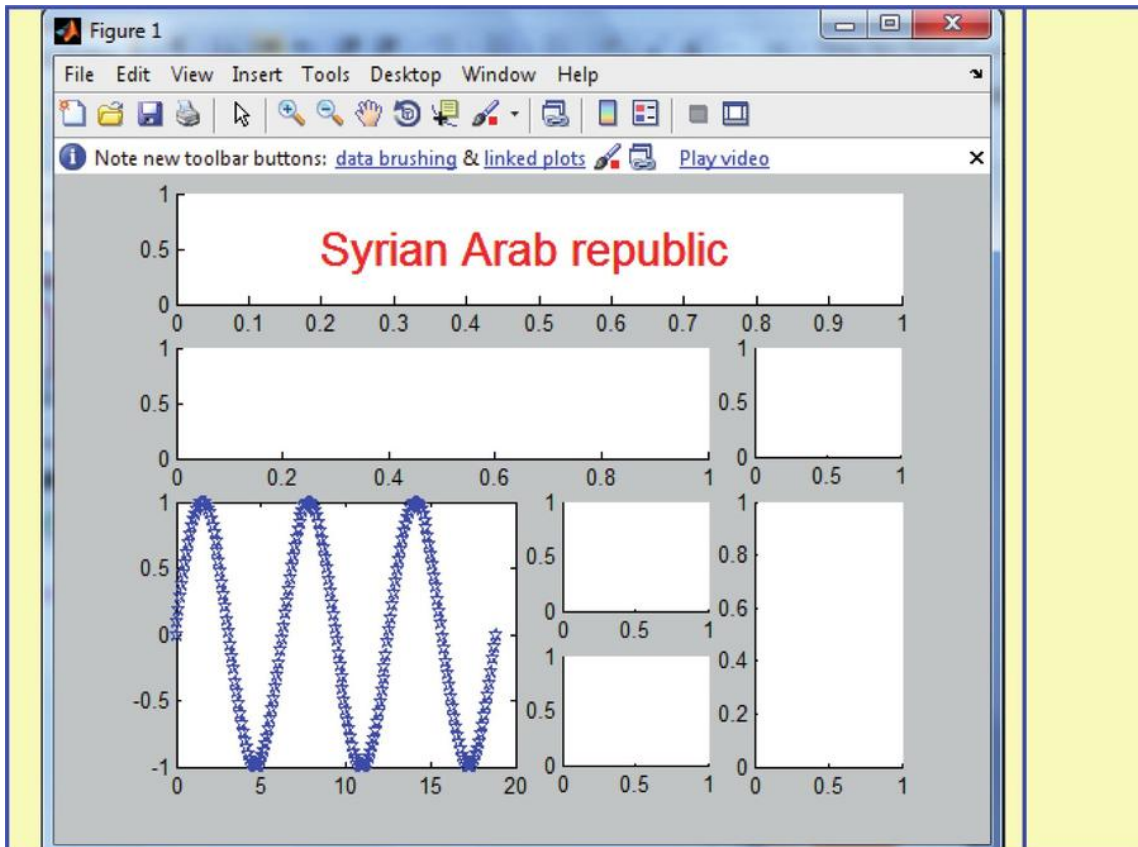 Figure 1
File Edit View Insert Tools Desktop Window Help
Note new toolbar buttons: data brushing & linked plots Play video
1
0.5
0
Syrian Arab republic
0 0.1 0.2 0.3 0.4 0.5 0.6 0.7 0.8 0.9 1
1
0.5
0
0 0.2 0.4 0.6 0.8 1
1
0.5
0
0 0.5 1
1
0.5
0
-0.5
-1
0 5 10 15 20
1
0.5
0
0 0.5 1
1
0.5
0
0 0.5 1
1
0.8
0.6
0.4
0.2
0
0 0.5 1